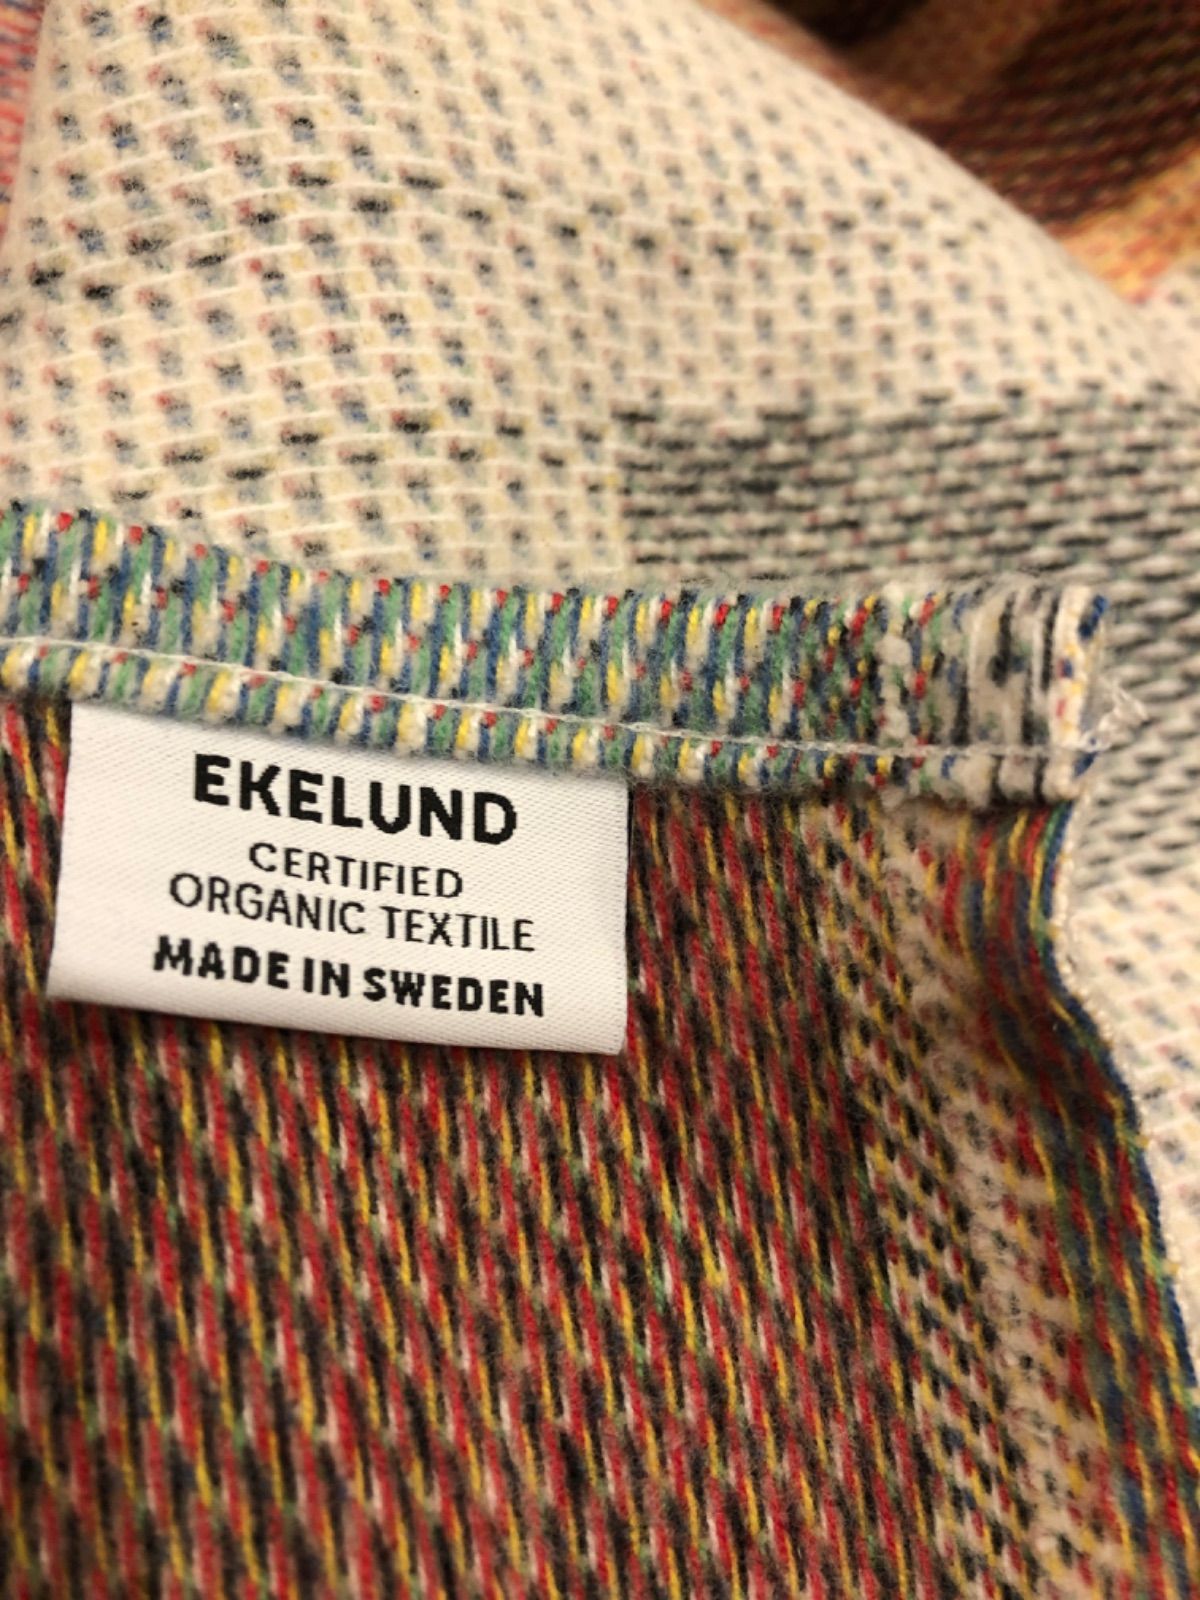 EKELUND
CERTIFIED
ORGANIC TEXTILE
MADE IN SWEDEN